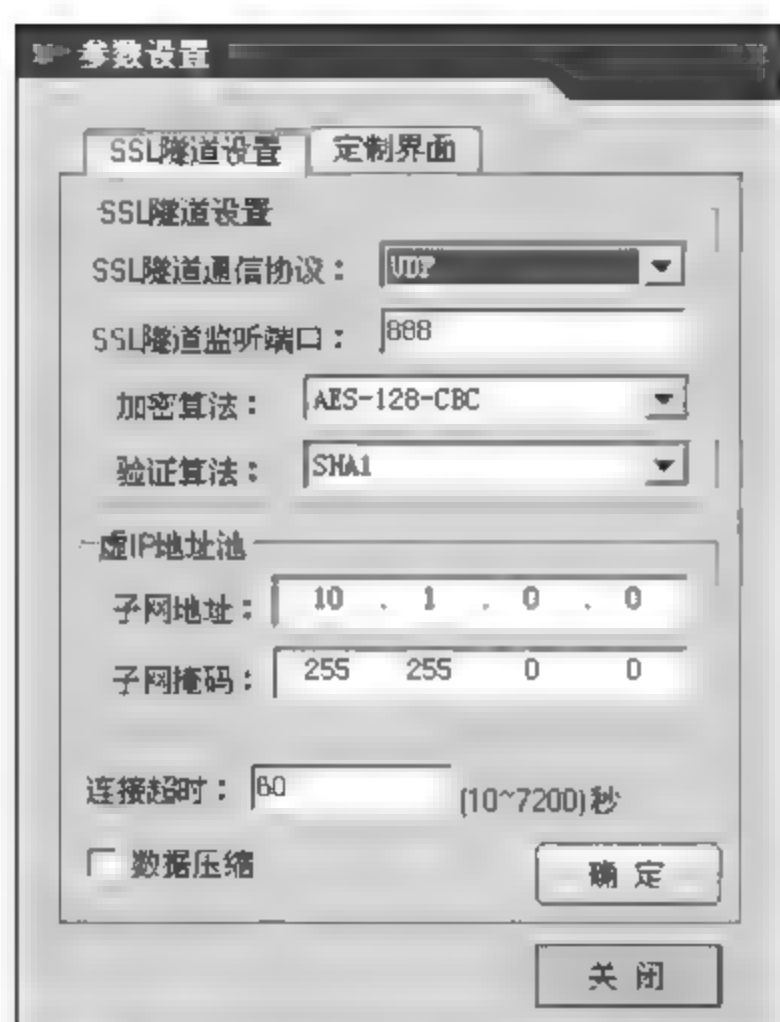 参数设置
SSL隧道设置 定制界面
SSL隧道设置
SSL隧道通信协议： UDP
SSL隧道监听端口： 888
加密算法： AES-128-CBC
验证算法： SHA1
虚IP地址池
子网地址： 10 . 1 . 0 . 0
子网掩码： 255 255 0 0
连接超时： 60 (10~7200)秒
数据压缩
确 定
关 闭